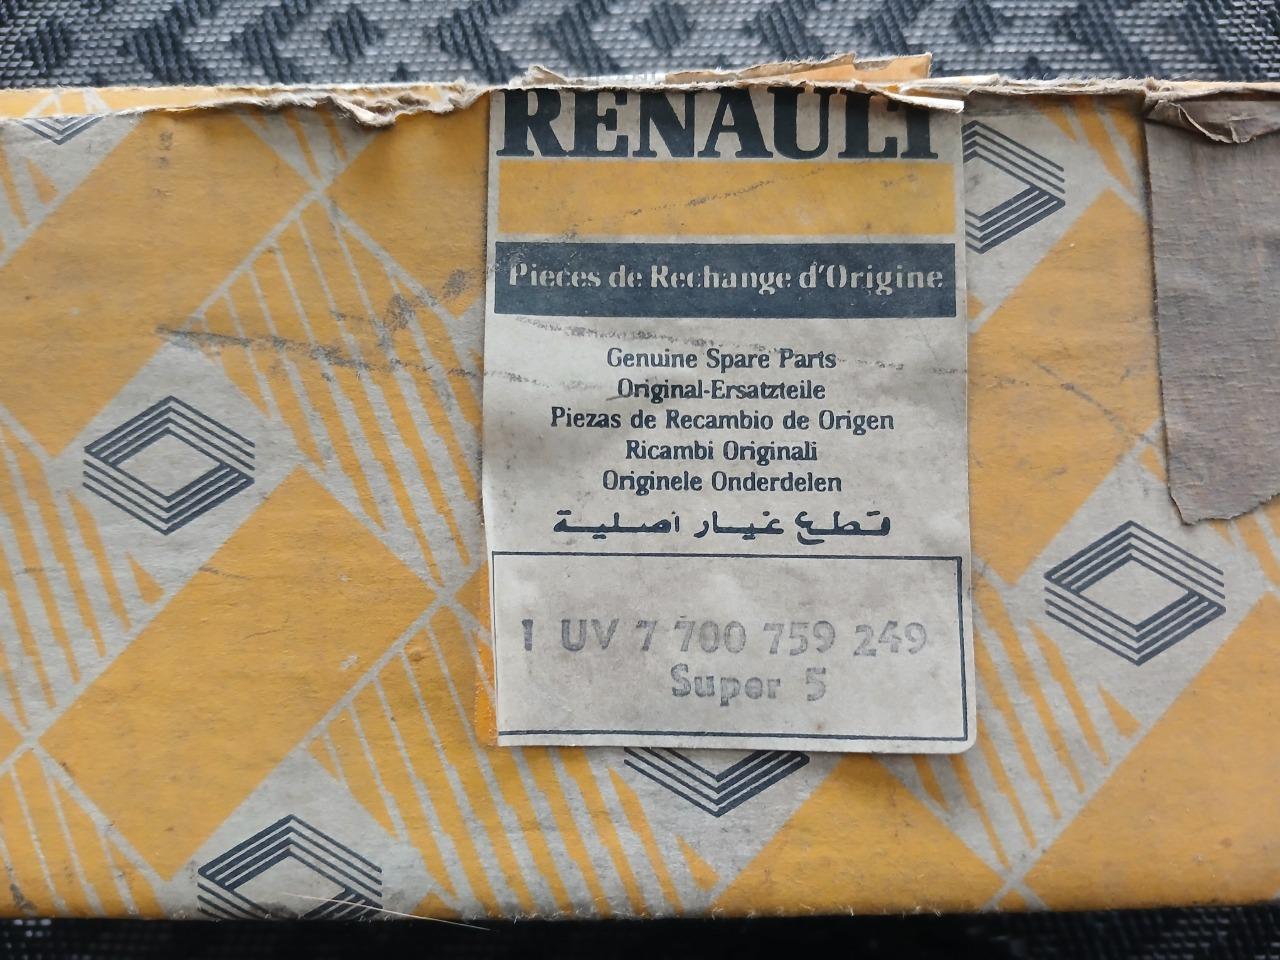 RENAULT
Pieces de Rechange d'Origine
Genuine Spare Parts
Original-Ersatzteile
Piezas de Recambio de Origen
Ricambi Originali
Originele Onderdelen
قطع غيار اصلية
1 UV 7 700 759 249
Super 5